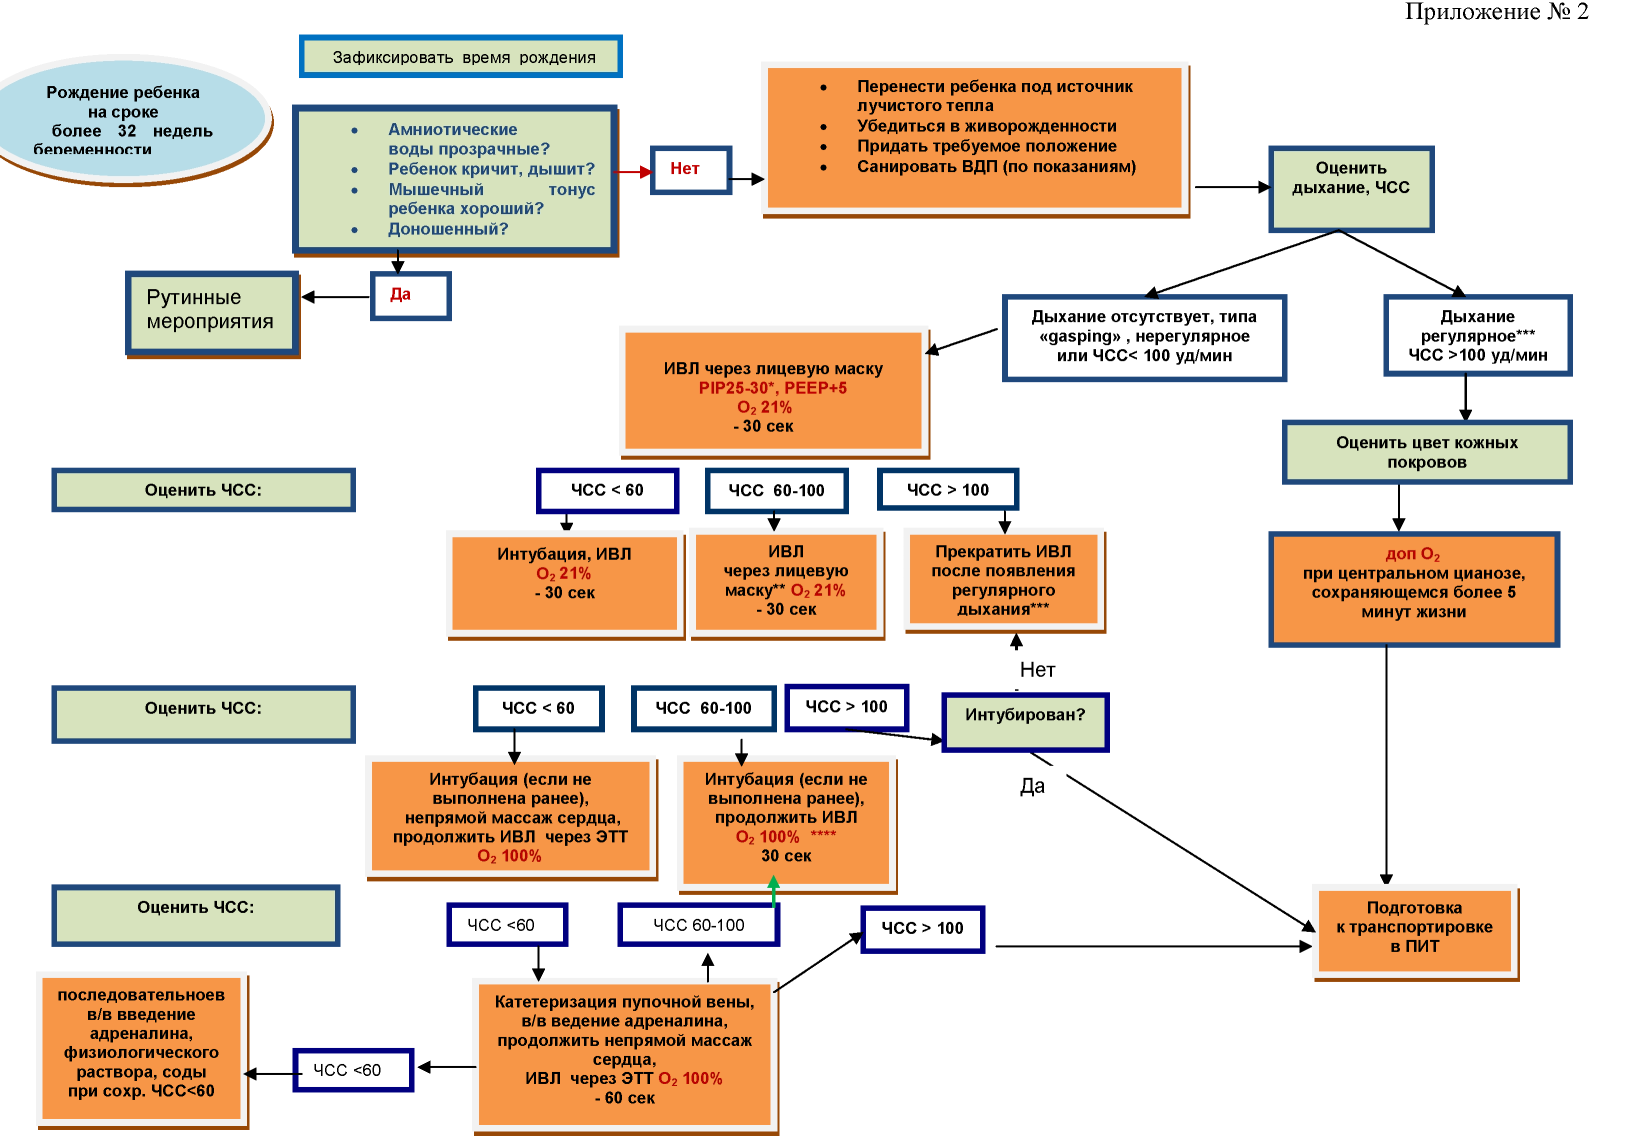 Приложение № 2
Зафиксировать время рождения
Рождение ребенка
на сроке
более 32 недель
беременности
• Амниотические
воды прозрачные?
• Ребенок кричит, дышит?
• Мышечный тонус
ребенка хороший?
• Доношенный?
Нет
• Перенести ребенка под источник
лучистого тепла
• Убедиться в живорожденности
• Придать требуемое положение
• Санировать ВДП (по показаниям)
Оценить
дыхание, ЧСС
Да
Рутинные
мероприятия
Дыхание отсутствует, типа
«gasping» , нерегулярное
или ЧСС< 100 уд/мин
Дыхание
регулярное***
ЧСС >100 уд/мин
ИВЛ через лицевую маску
PIP25-30*, PEEP+5
O₂ 21%
- 30 сек
Оценить цвет кожных
покровов
Оценить ЧСС:
ЧСС < 60
ЧСС 60-100
ЧСС > 100
Интубация, ИВЛ
O₂ 21%
- 30 сек
ИВЛ
через лицевую
маску** O₂ 21%
- 30 сек
Прекратить ИВЛ
после появления
регулярного
дыхания***
доп O₂
при центральном цианозе,
сохраняющемся более 5
минут жизни
Нет
Оценить ЧСС:
ЧСС < 60
ЧСС 60-100
ЧСС > 100
Интубирован?
Да
Интубация (если не
выполнена ранее),
непрямой массаж сердца,
продолжить ИВЛ через ЭТТ
O₂ 100%
Интубация (если не
выполнена ранее),
продолжить ИВЛ
O₂ 100% ****
30 сек
Оценить ЧСС:
ЧСС <60
ЧСС 60-100
ЧСС > 100
Подготовка
к транспортировке
в ПИТ
последовательноев
в/в введение
адреналина,
физиологического
раствора, соды
при сохр. ЧСС<60
ЧСС <60
Катетеризация пупочной вены,
в/в ведение адреналина,
продолжить непрямой массаж
сердца,
ИВЛ через ЭТТ O₂ 100%
- 60 сек